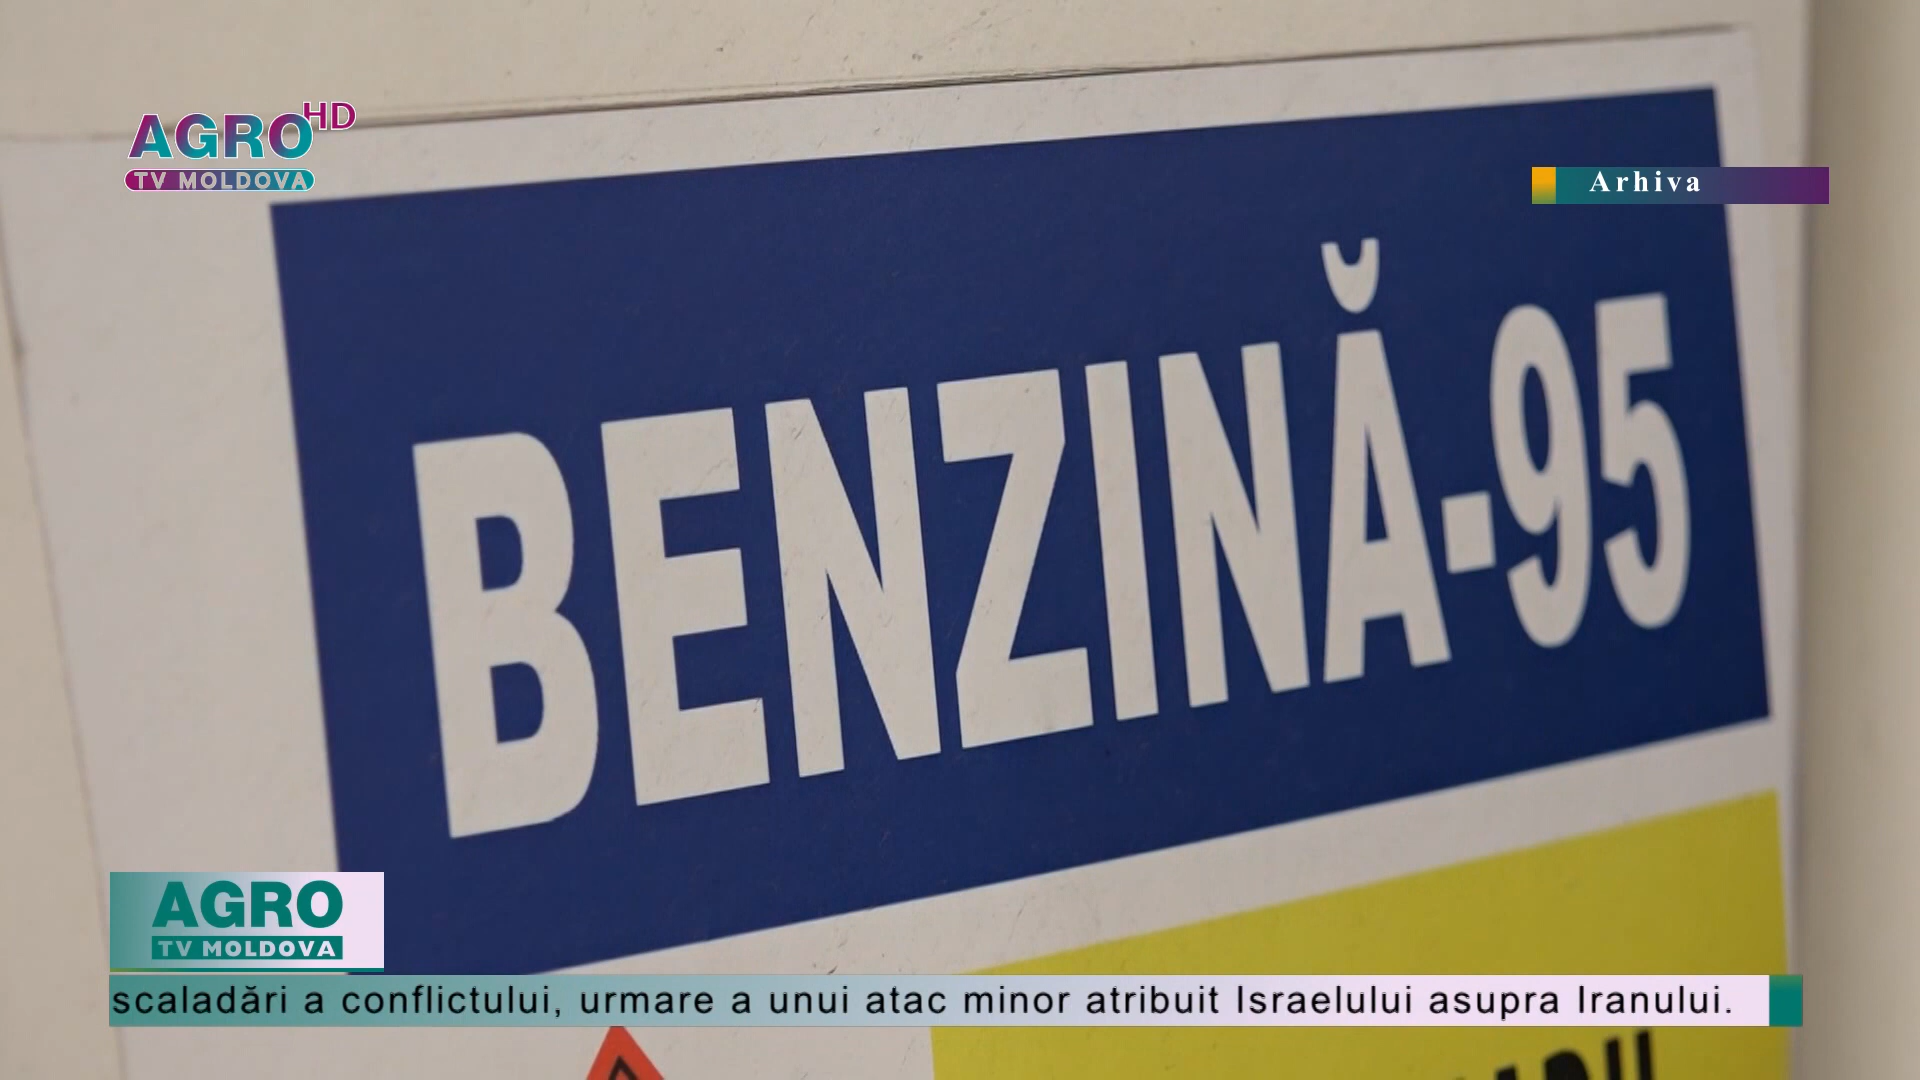 AGRO HD
TV MOLDOVA
Arhiva
BENZINĂ-95
AGRO
TV MOLDOVA
scaladări a conflictului, urmare a unui atac minor atribuit Israelului asupra Iranului.